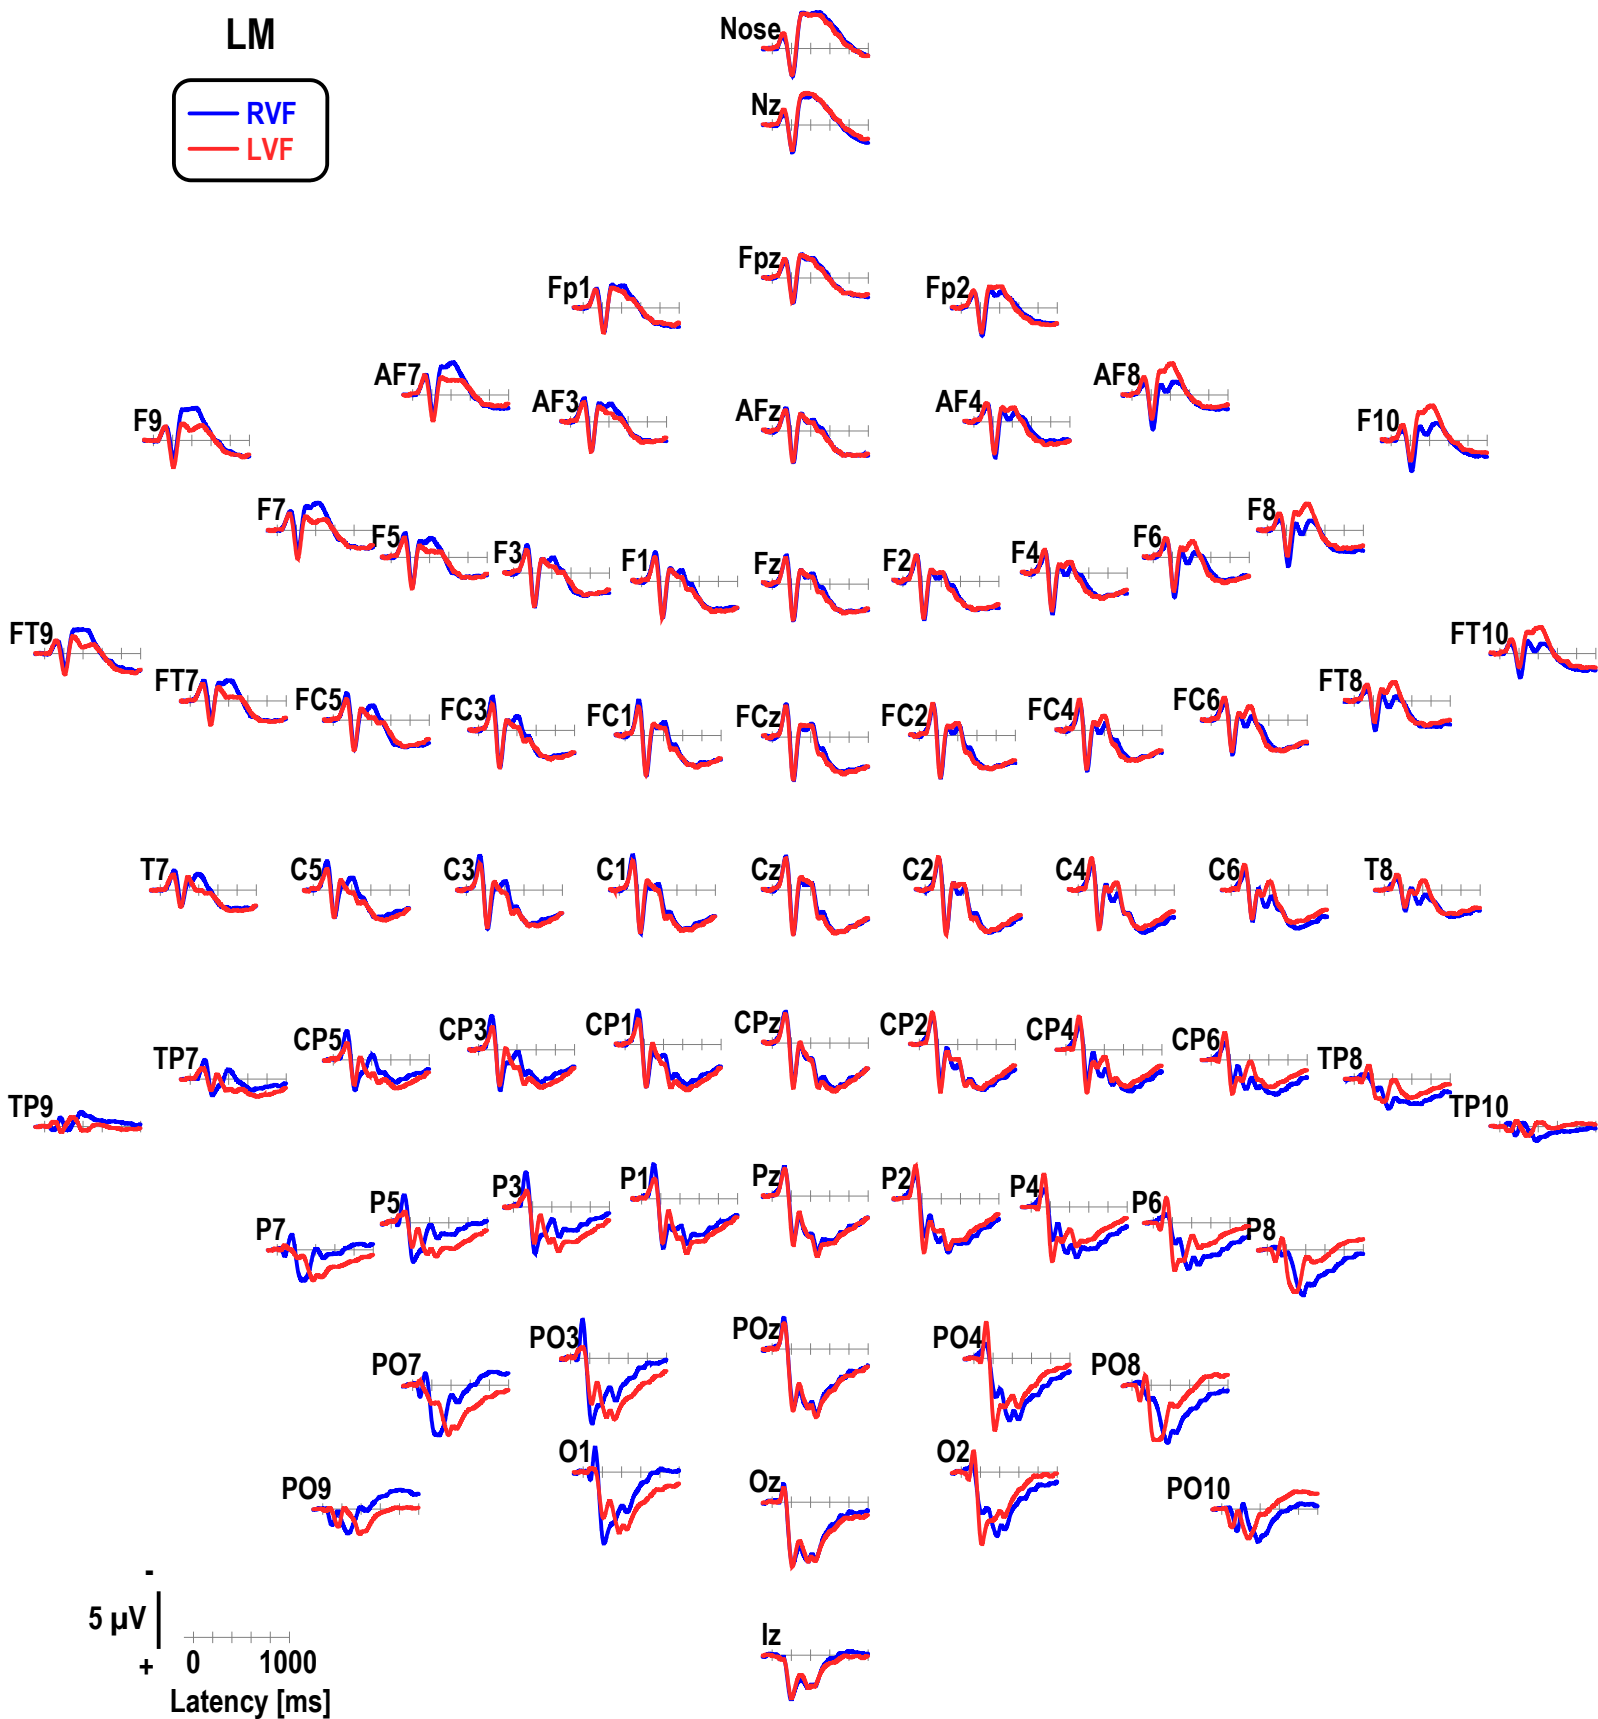 LM
RVF
LVF
Nose
Nz
Fpz
Fp1
Fp2
AF7
AF3
AFz
AF4
AF8
F9
F10
F7
F5
F3
F1
Fz
F2
F4
F6
F8
FT9
FT7
FC5
FC3
FC1
FCz
FC2
FC4
FC6
FT8
FT10
T7
C5
C3
C1
Cz
C2
C4
C6
T8
TP9
TP7
CP5
CP3
CP1
CPz
CP2
CP4
CP6
TP8
TP10
P7
P5
P3
P1
Pz
P2
P4
P6
P8
PO7
PO3
POz
PO4
PO8
PO9
O1
Oz
O2
PO10
Iz
-
5 µV
+
0 1000
Latency [ms]